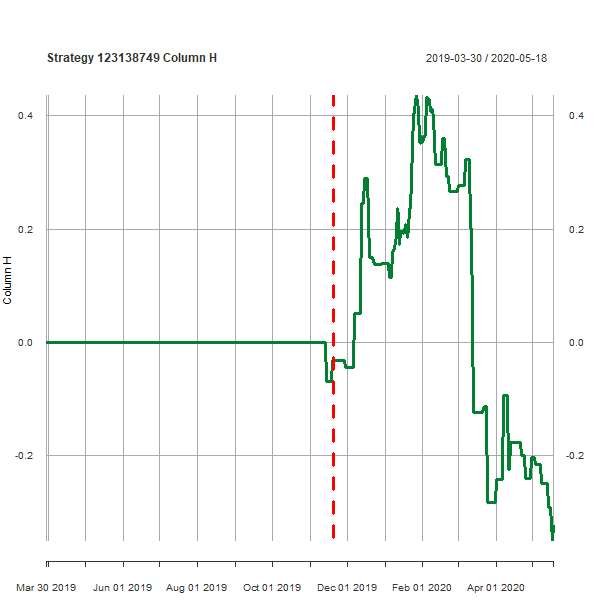 Strategy 123138749 Column H
2019-03-30 / 2020-05-18
0.4
0.4
0.2
0.2
Column H
0.0
0.0
-0.2
-0.2
Mar 30 2019
Jun 01 2019
Aug 01 2019
Oct 01 2019
Dec 01 2019
Feb 01 2020
Apr 01 2020